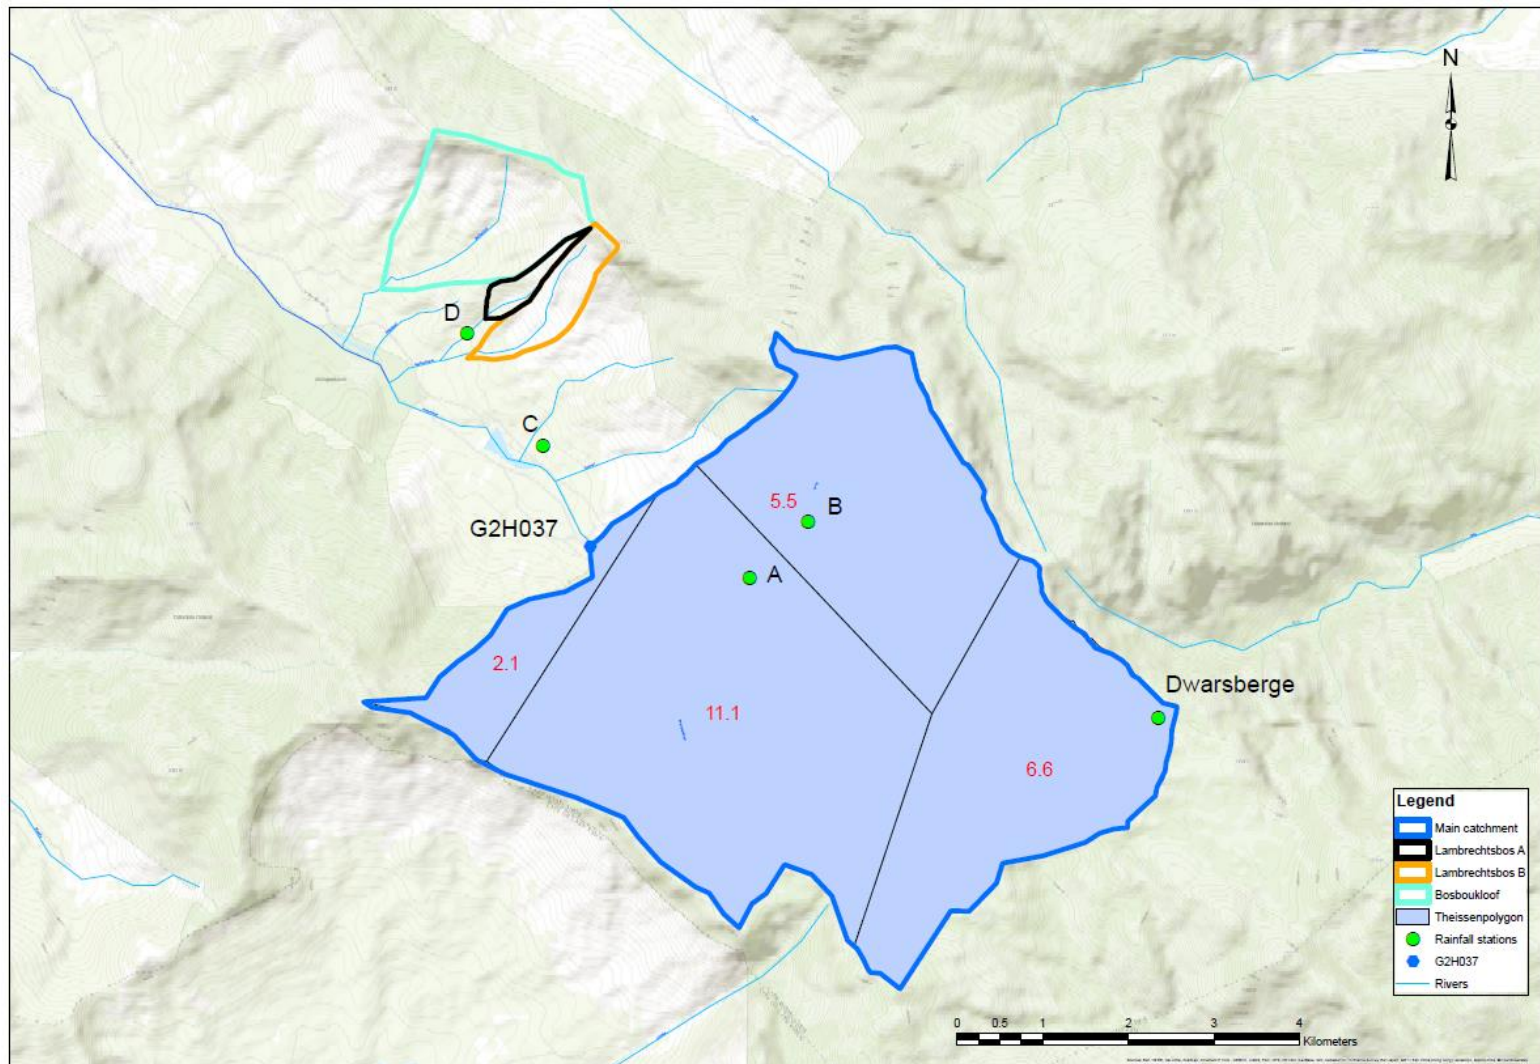 N
D
C
G2H037
5.5
B
A
2.1
11.1
Dwarsberge
6.6
Legend
Main catchment
Lambrechtsbos A
Lambrechtsbos B
Bosboukloof
Theissenpolygon
Rainfall stations
G2H037
Rivers
0 0.5 1 2 3 4
Kilometers